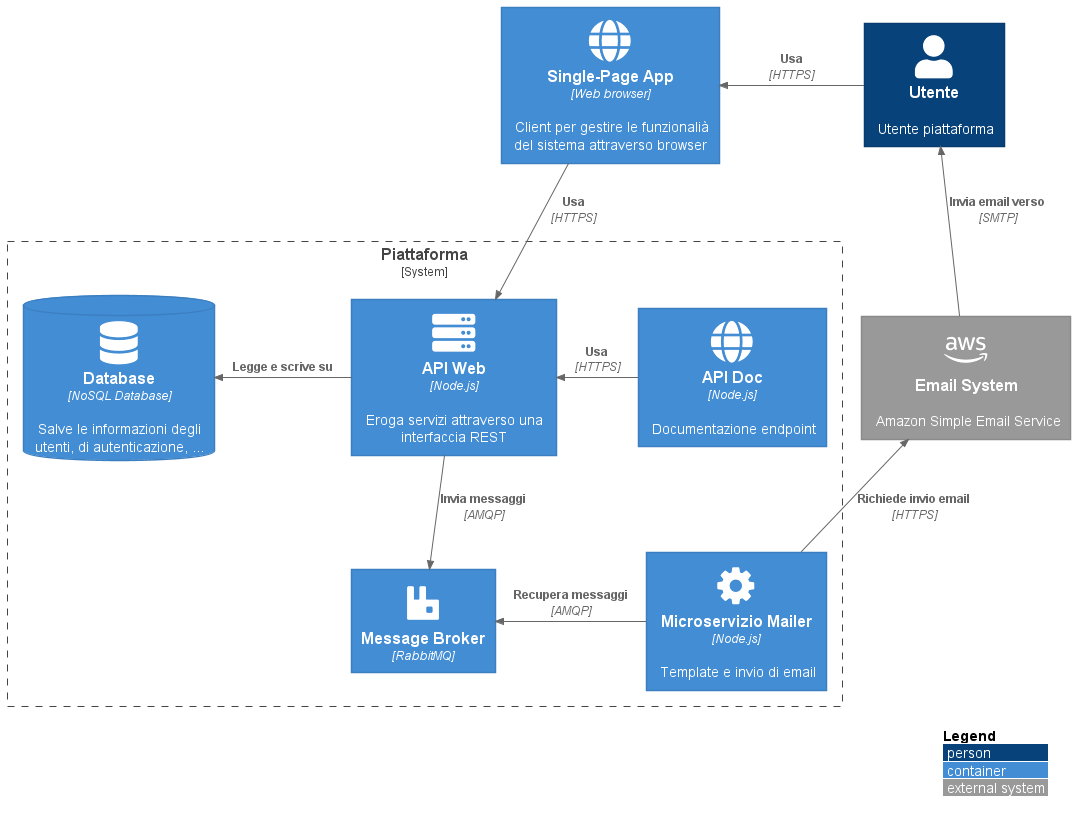 Single-Page App
[Web browser]
Client per gestire le funzionalià
del sistema attraverso browser
Usa
[HTTPS]
Utente
Utente piattaforma
Usa
[HTTPS]
Invia email verso
[SMTP]
Piattaforma
[System]
Database
[NoSQL Database]
Salve le informazioni degli
utenti, di autenticazione, ...
Legge e scrive su
API Web
[Node.js]
Eroga servizi attraverso una
interfaccia REST
Usa
[HTTPS]
API Doc
[Node.js]
Documentazione endpoint
aws
Email System
Amazon Simple Email Service
Invia messaggi
[AMQP]
Richiede invio email
[HTTPS]
Message Broker
[RabbitMQ]
Recupera messaggi
[AMQP]
Microservizio Mailer
[Node.js]
Template e invio di email
Legend
person
container
external system